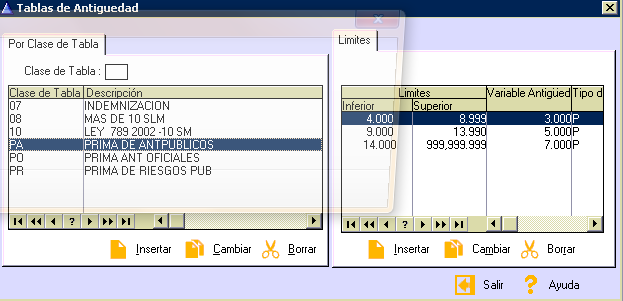 Tablas de Antiguedad
Por Clase de Tabla
Clase de Tabla :
Clase de Tabla Descripción
07 INDEMNIZACION
08 MAS DE 10 SLM
10 LEY 789 2002 -10 SM
PA PRIMA DE ANTPUBLICOS
PO PRIMA ANT OFICIALES
PR PRIMA DE RIESGOS PUB
?
Insertar Cambiar Borrar
Limites
Limites Variable Antigüed Tipo d
Inferior Superior
4.000 8.999 3.000 P
9.000 13.990 5.000 P
14.000 999,999.999 7.000 P
?
Insertar Cambiar Borrar
Salir ? Ayuda